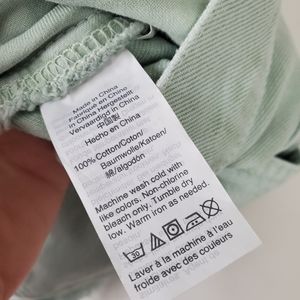 Made in China
Fabriqué en Chine
In China Hergestellt
Vervaardigd in China
中国製
Hecho en China
100% Cotton/Coton/
Baumwolle/Katoen/
綿/algodón
Machine wash cold with
like colors. Non-chlorine
bleach only. Tumble dry
low. Warm iron as needed.
30
Laver à la machine à l'eau
froide avec des couleurs